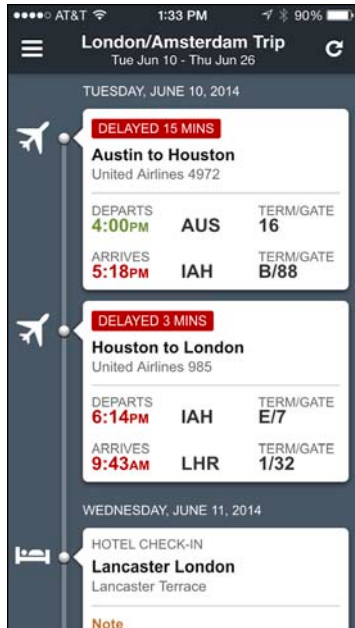 AT&T 1:33 PM 90%
London/Amsterdam Trip
Tue Jun 10 - Thu Jun 26
TUESDAY, JUNE 10, 2014
DELAYED 15 MINS
Austin to Houston
United Airlines 4972
DEPARTS TERM/GATE
4:00PM AUS 16
ARRIVES TERM/GATE
5:18PM IAH B/88
DELAYED 3 MINS
Houston to London
United Airlines 985
DEPARTS TERM/GATE
6:14PM IAH E/7
ARRIVES TERM/GATE
9:43AM LHR 1/32
WEDNESDAY, JUNE 11, 2014
HOTEL CHECK-IN
Lancaster London
Lancaster Terrace
Note